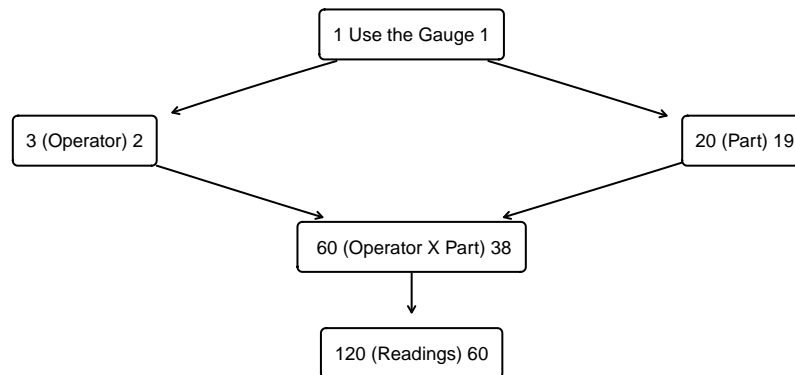 1 Use the Gauge 1
3 (Operator) 2
20 (Part) 19
60 (Operator X Part) 38
120 (Readings) 60